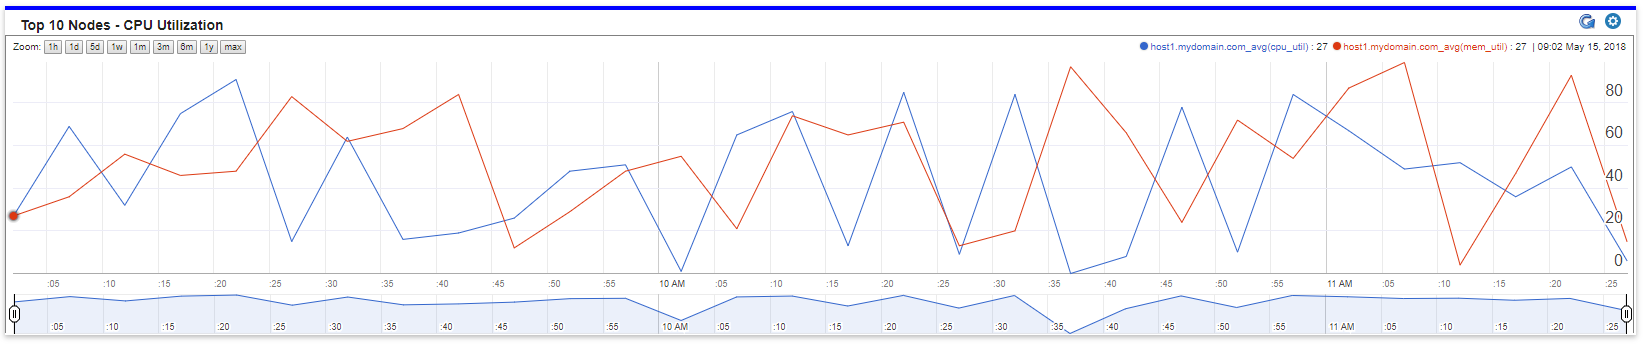 Top 10 Nodes - CPU Utilization
Zoom: 1h 1d 5d 1w 1m 3m 6m 1y max
host1.mydomain.com_avg(cpu_util) : 27 host1.mydomain.com_avg(mem_util) : 27 | 09:02 May 15, 2018
80
60
40
20
0
:05 :10 :15 :20 :25 :30 :35 :40 :45 :50 :55 10 AM :05 :10 :15 :20 :25 :30 :35 :40 :45 :50 :55 11 AM :05 :10 :15 :20 :25
:05 :10 :15 :20 :25 :30 :35 :40 :45 :50 :55 10 AM :05 :10 :15 :20 :25 :30 :35 :40 :45 :50 :55 11 AM :05 :10 :15 :20 :25